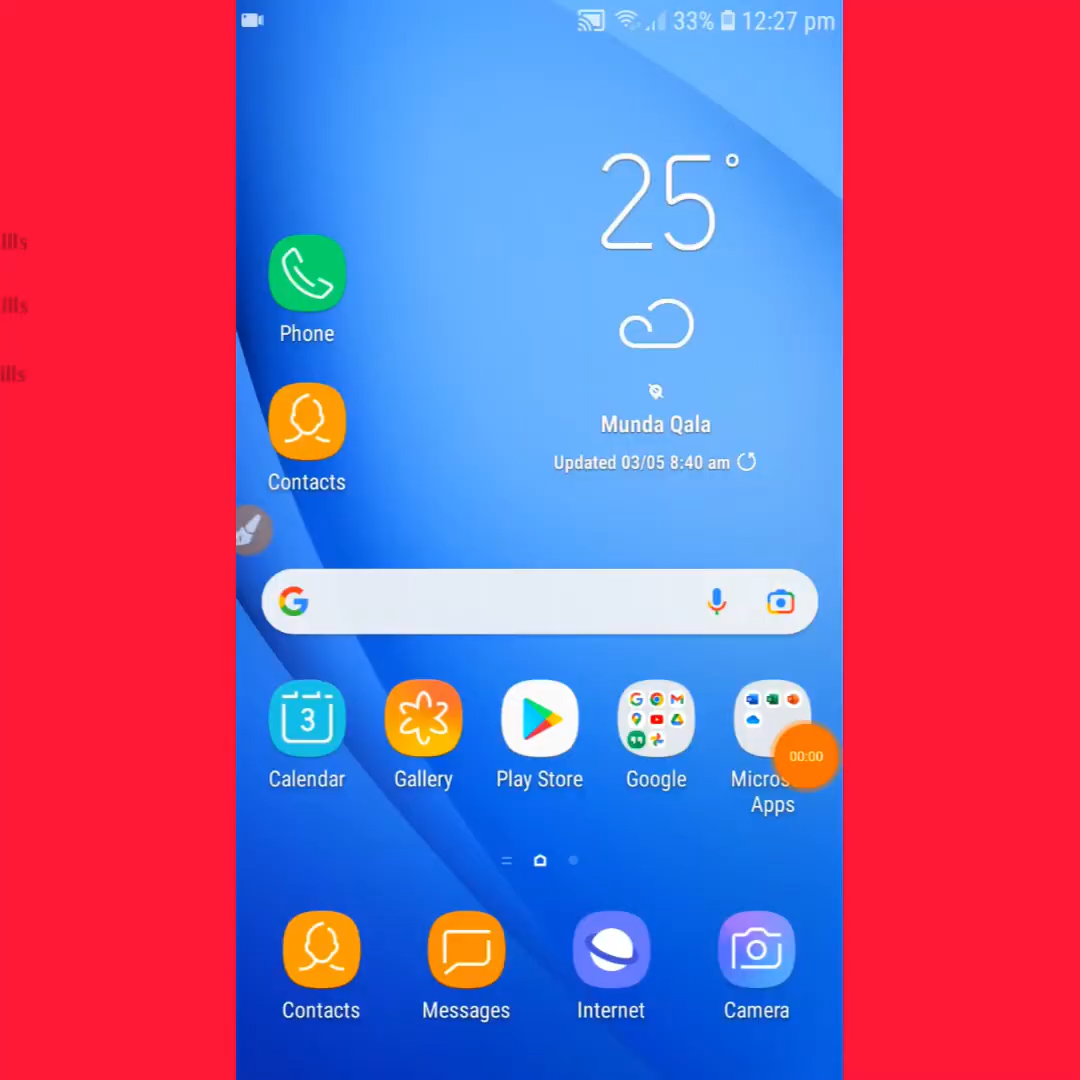 33% 12:27 pm
25°
Phone
Contacts
Munda Qala
Updated 03/05 8:40 am
3
Calendar
Gallery
Play Store
Google
Apps
00:00
Contacts
Messages
Internet
Camera